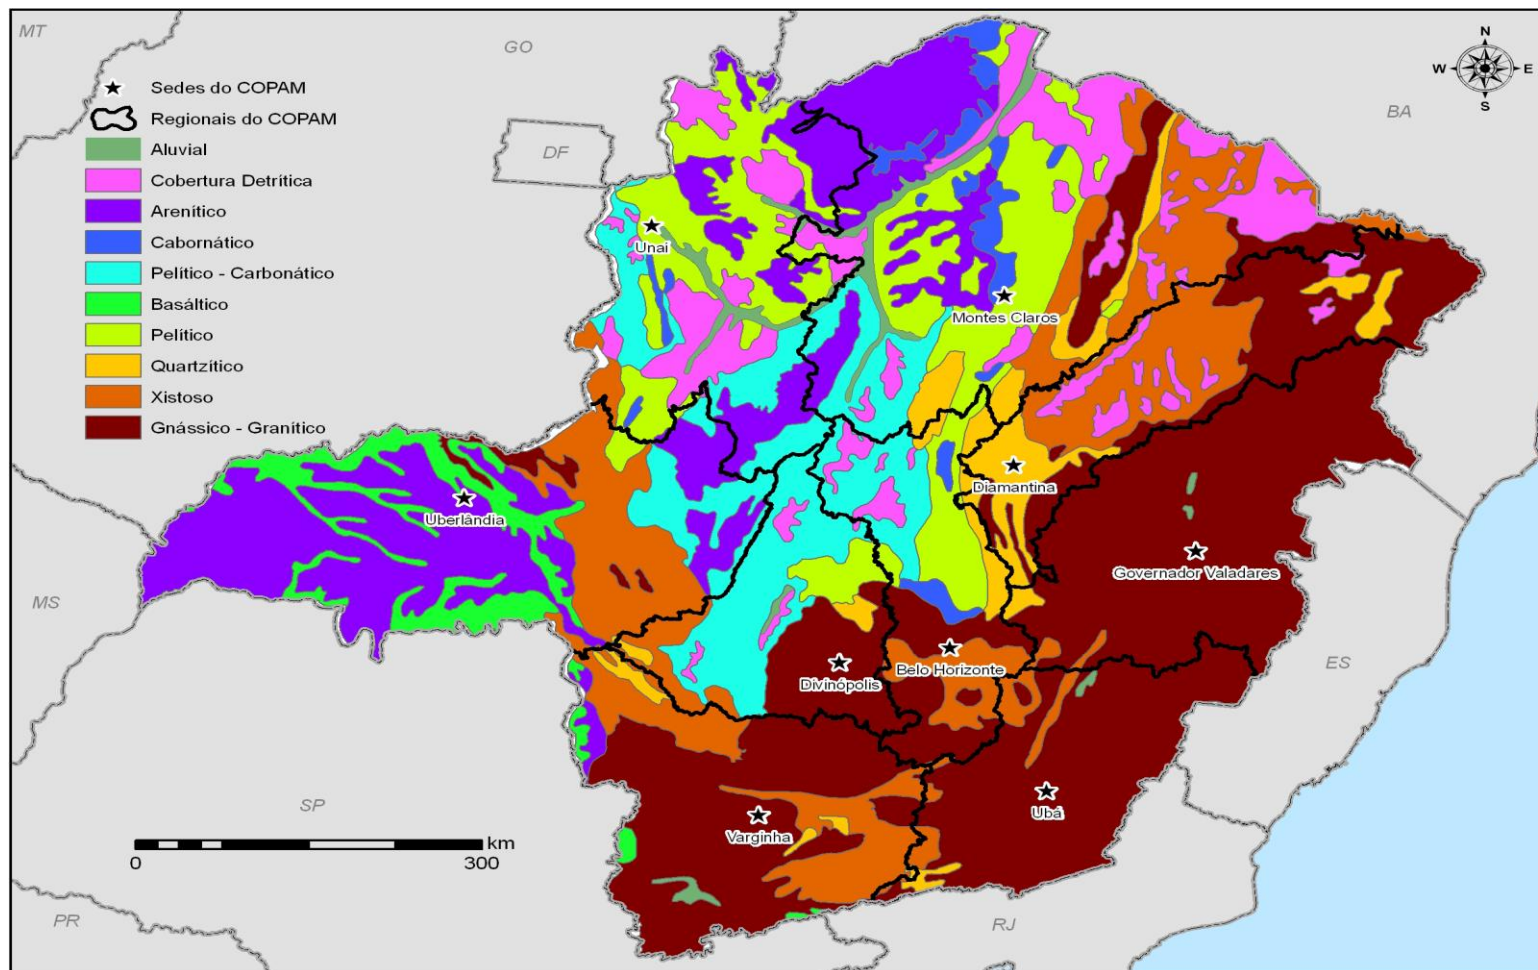 MT
GO
N
W E
S
BA
Sedes do COPAM
Regionais do COPAM
Aluvial
Cobertura Detrítica
Arenítico
Cabornático
Pelítico - Carbonático
Basáltico
Pelítico
Quartzítico
Xistoso
Gnássico - Granítico
DF
Unaí
Montes Claros
Diamantina
Uberlândia
Governador Valadares
MS
ES
Belo Horizonte
Divinópolis
Ubá
Varginha
SP
km
0 300
PR
RJ